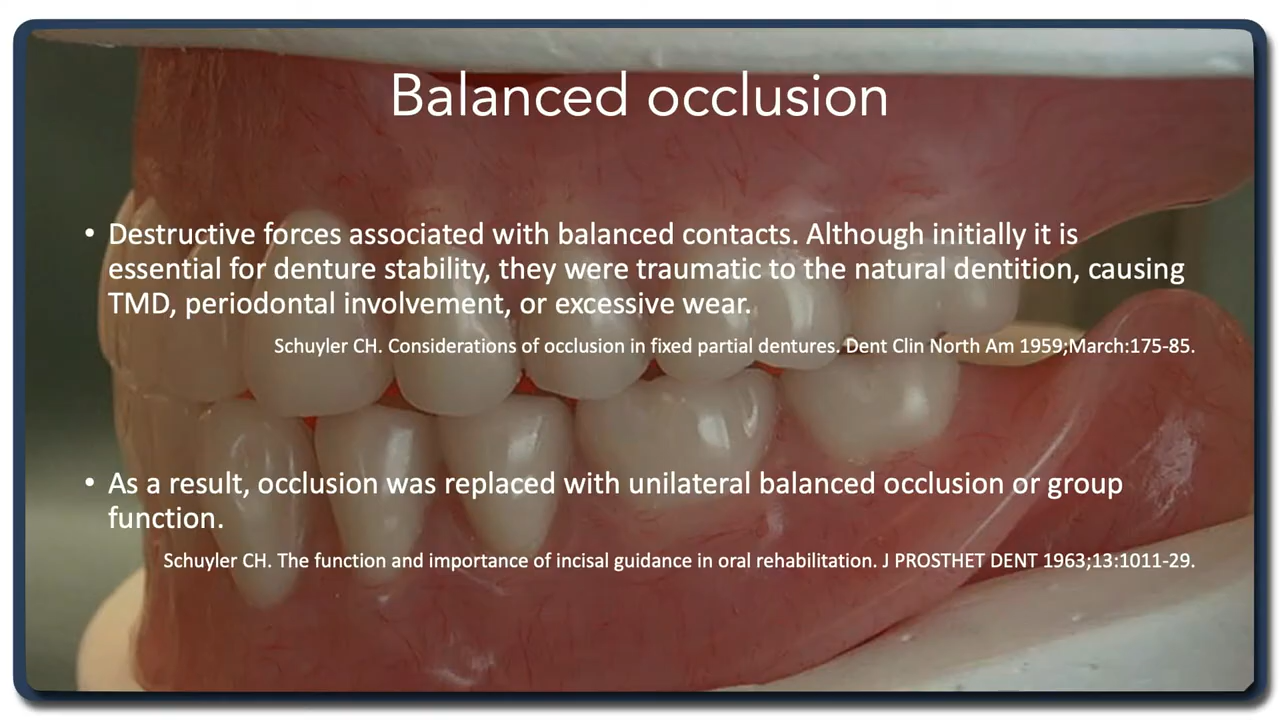 Balanced occlusion
• Destructive forces associated with balanced contacts. Although initially it is
essential for denture stability, they were traumatic to the natural dentition, causing
TMD, periodontal involvement, or excessive wear.
Schuyler CH. Considerations of occlusion in fixed partial dentures. Dent Clin North Am 1959;March:175-85.
• As a result, occlusion was replaced with unilateral balanced occlusion or group
function.
Schuyler CH. The function and importance of incisal guidance in oral rehabilitation. J PROSTHET DENT 1963;13:1011-29.